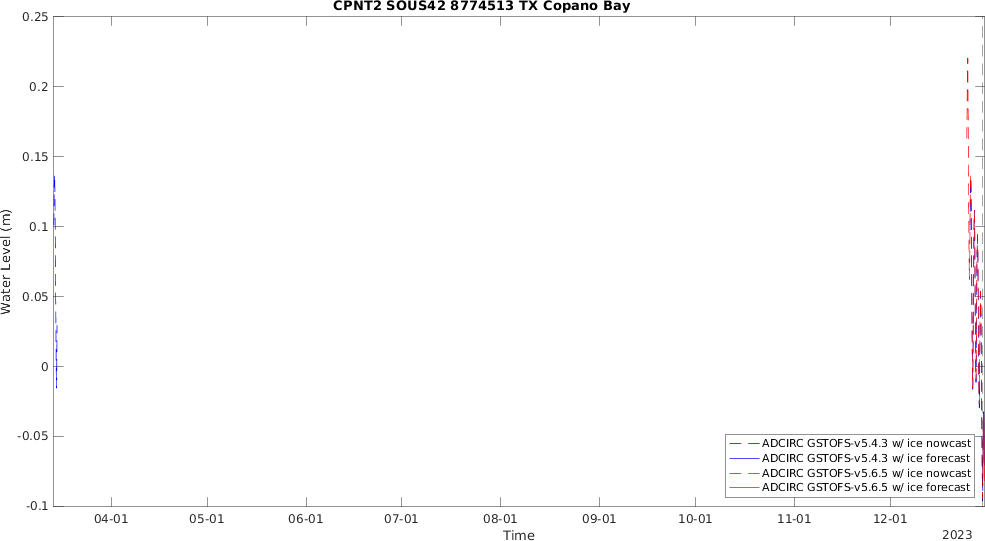 CPNT2 SOUS42 8774513 TX Copano Bay
0.25
0.2
0.15
0.1
0.05
0
-0.05
-0.1
Water Level (m)
04-01 05-01 06-01 07-01 08-01 09-01 10-01 11-01 12-01
2023
Time
ADCIRC GSTOFS-v5.4.3 w/ ice nowcast
ADCIRC GSTOFS-v5.4.3 w/ ice forecast
ADCIRC GSTOFS-v5.6.5 w/ ice nowcast
ADCIRC GSTOFS-v5.6.5 w/ ice forecast